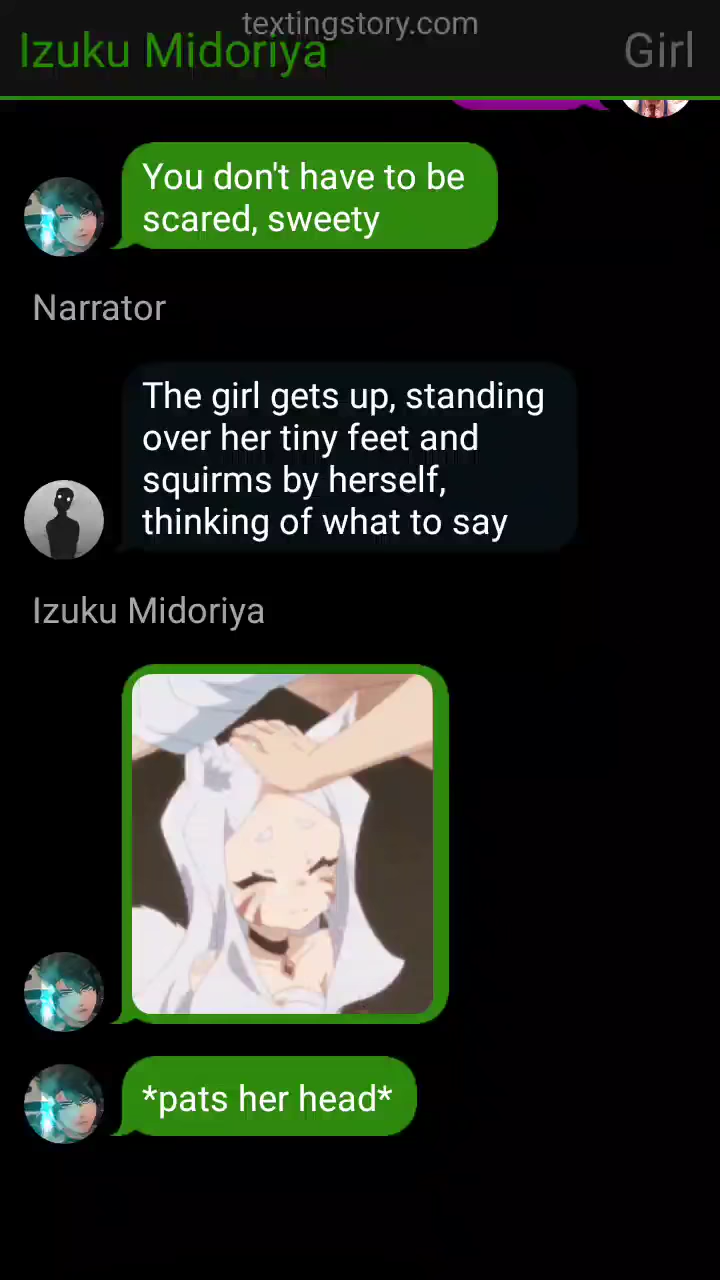 textingstory.com
Izuku Midoriya
Girl
You don't have to be
scared, sweety
Narrator
The girl gets up, standing
over her tiny feet and
squirms by herself,
thinking of what to say
Izuku Midoriya
*pats her head*